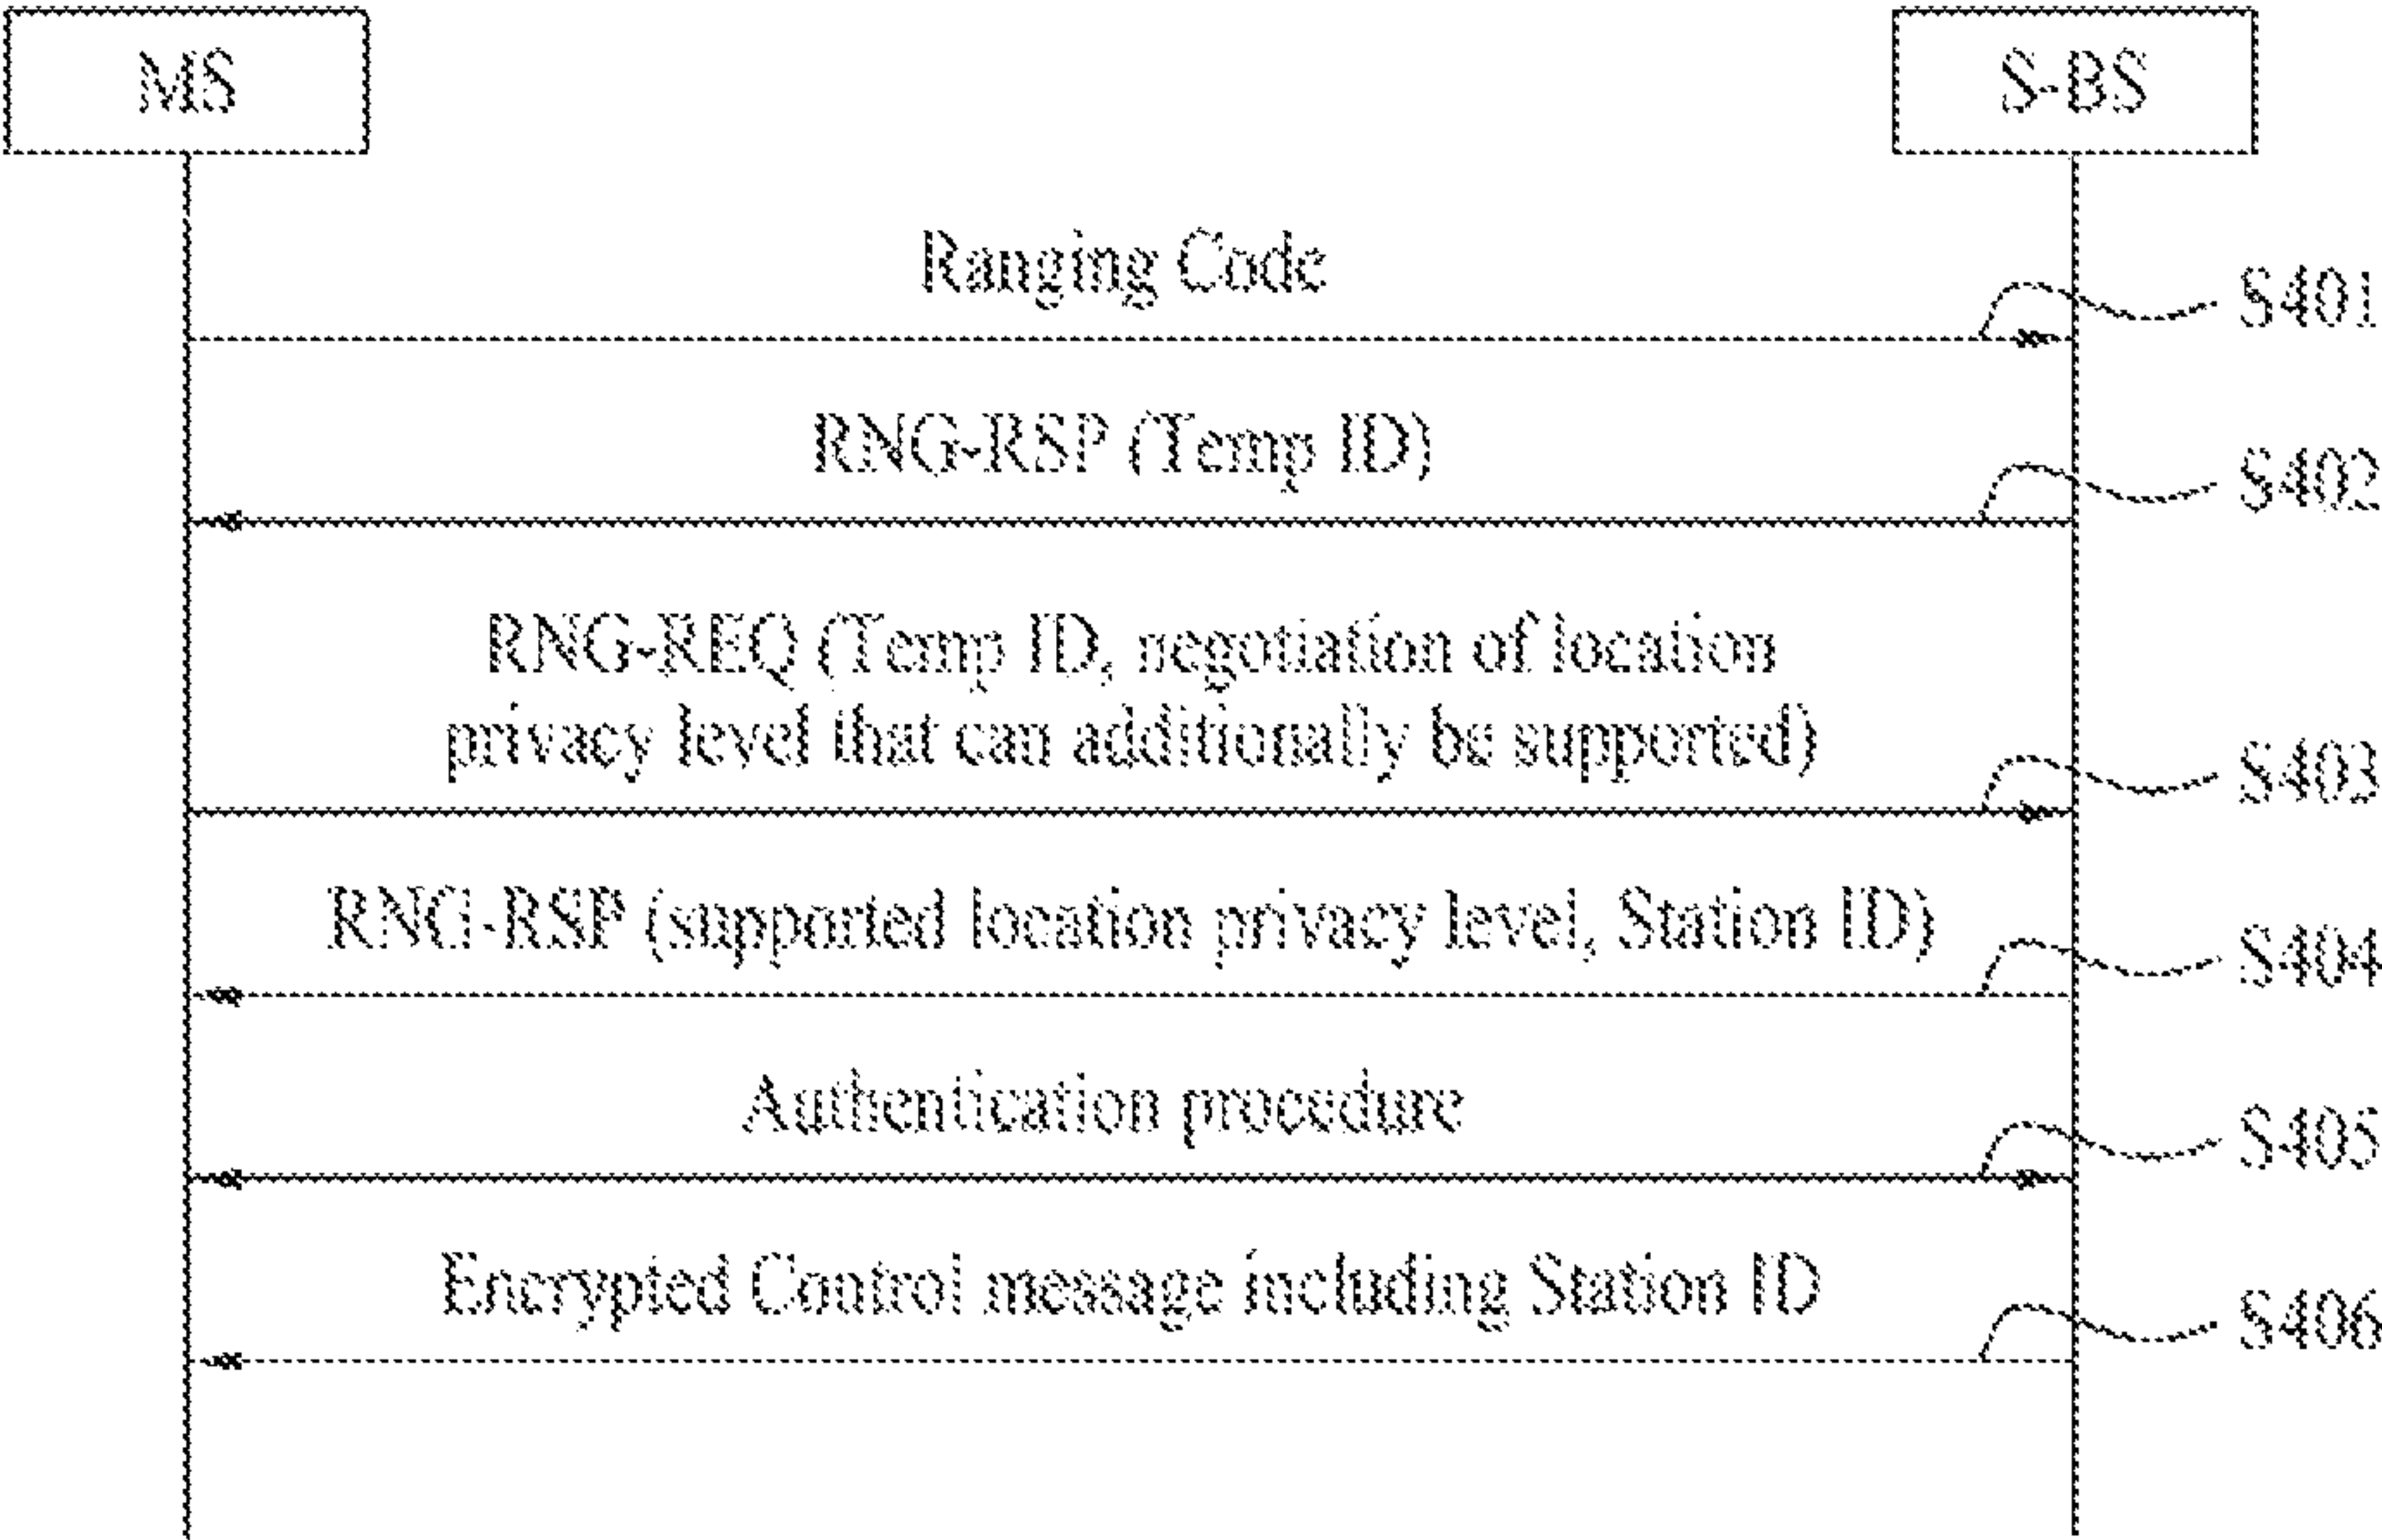 MS
S-BS
Ranging Code
S401
RNG-RSP (Temp ID)
S402
RNG-REQ (Temp ID, negotiation of location
privacy level that can additionally be supported)
S403
RNG-RSP (supported location privacy level, Station ID)
S404
Authentication procedure
S405
Encrypted Control message including Station ID
S406